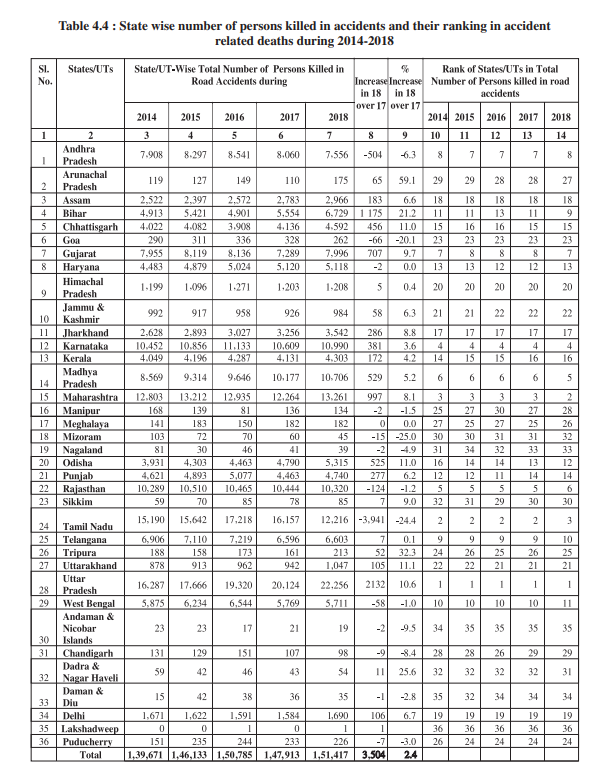 Table 4.4 : State wise number of persons killed in accidents and their ranking in accident
related deaths during 2014-2018
Sl. No. States/UTs State/UT-Wise Total Number of Persons Killed in Road Accidents during Increase in 18 over 17 % Increase in 18 over 17 Rank of States/UTs in Total Number of Persons killed in road accidents
2014 2015 2016 2017 2018 2014 2015 2016 2017 2018
1 2 3 4 5 6 7 8 9 10 11 12 13 14
1 Andhra Pradesh 7,908 8,297 8,541 8,060 7,556 -504 -6.3 8 7 7 7 8
2 Arunachal Pradesh 119 127 149 110 175 65 59.1 29 29 28 28 27
3 Assam 2,522 2,397 2,572 2,783 2,966 183 6.6 18 18 18 18 18
4 Bihar 4,913 5,421 4,901 5,554 6,729 1 175 21.2 11 11 13 11 9
5 Chhattisgarh 4,022 4,082 3,908 4,136 4,592 456 11.0 15 16 16 15 15
6 Goa 290 311 336 328 262 -66 -20.1 23 23 23 23 23
7 Gujarat 7,955 8,119 8,136 7,289 7,996 707 9.7 7 8 8 8 7
8 Haryana 4,483 4,879 5,024 5,120 5,118 -2 0.0 13 13 12 12 13
9 Himachal Pradesh 1,199 1,096 1,271 1,203 1,208 5 0.4 20 20 20 20 20
10 Jammu & Kashmir 992 917 958 926 984 58 6.3 21 21 22 22 22
11 Jharkhand 2,628 2,893 3,027 3,256 3,542 286 8.8 17 17 17 17 17
12 Karnataka 10,452 10,856 11,133 10,609 10,990 381 3.6 4 4 4 4 4
13 Kerala 4,049 4,196 4,287 4,131 4,303 172 4.2 14 15 15 16 16
14 Madhya Pradesh 8,569 9,314 9,646 10,177 10,706 529 5.2 6 6 6 6 5
15 Maharashtra 12,803 13,212 12,935 12,264 13,261 997 8.1 3 3 3 3 2
16 Manipur 168 139 81 136 134 -2 -1.5 25 27 30 27 28
17 Meghalaya 141 183 150 182 182 0 0.0 27 25 27 25 26
18 Mizoram 103 72 70 60 45 -15 -25.0 30 30 31 31 32
19 Nagaland 81 30 46 41 39 -2 -4.9 31 34 32 33 33
20 Odisha 3,931 4,303 4,463 4,790 5,315 525 11.0 16 14 14 13 12
21 Punjab 4,621 4,893 5,077 4,463 4,740 277 6.2 12 12 11 14 14
22 Rajasthan 10,289 10,510 10,465 10,444 10,320 -124 -1.2 5 5 5 5 6
23 Sikkim 59 70 85 78 85 7 9.0 32 31 29 30 30
24 Tamil Nadu 15,190 15,642 17,218 16,157 12,216 -3,941 -24.4 2 2 2 2 3
25 Telangana 6,906 7,110 7,219 6,596 6,603 7 0.1 9 9 9 9 10
26 Tripura 188 158 173 161 213 52 32.3 24 26 25 26 25
27 Uttarakhand 878 913 962 942 1,047 105 11.1 22 22 21 21 21
28 Uttar Pradesh 16,287 17,666 19,320 20,124 22,256 2132 10.6 1 1 1 1 1
29 West Bengal 5,875 6,234 6,544 5,769 5,711 -58 -1.0 10 10 10 10 11
30 Andaman & Nicobar Islands 23 23 17 21 19 -2 -9.5 34 35 35 35 35
31 Chandigarh 131 129 151 107 98 -9 -8.4 28 28 26 29 29
32 Dadra & Nagar Haveli 59 42 46 43 54 11 25.6 32 32 32 32 31
33 Daman & Diu 15 42 38 36 35 -1 -2.8 35 32 34 34 34
34 Delhi 1,671 1,622 1,591 1,584 1,690 106 6.7 19 19 19 19 19
35 Lakshadweep 0 0 1 0 1 1 36 36 36 36 36
36 Puducherry 151 235 244 233 226 -7 -3.0 26 24 24 24 24
Total 1,39,671 1,46,133 1,50,785 1,47,913 1,51,417 3,504 2.4